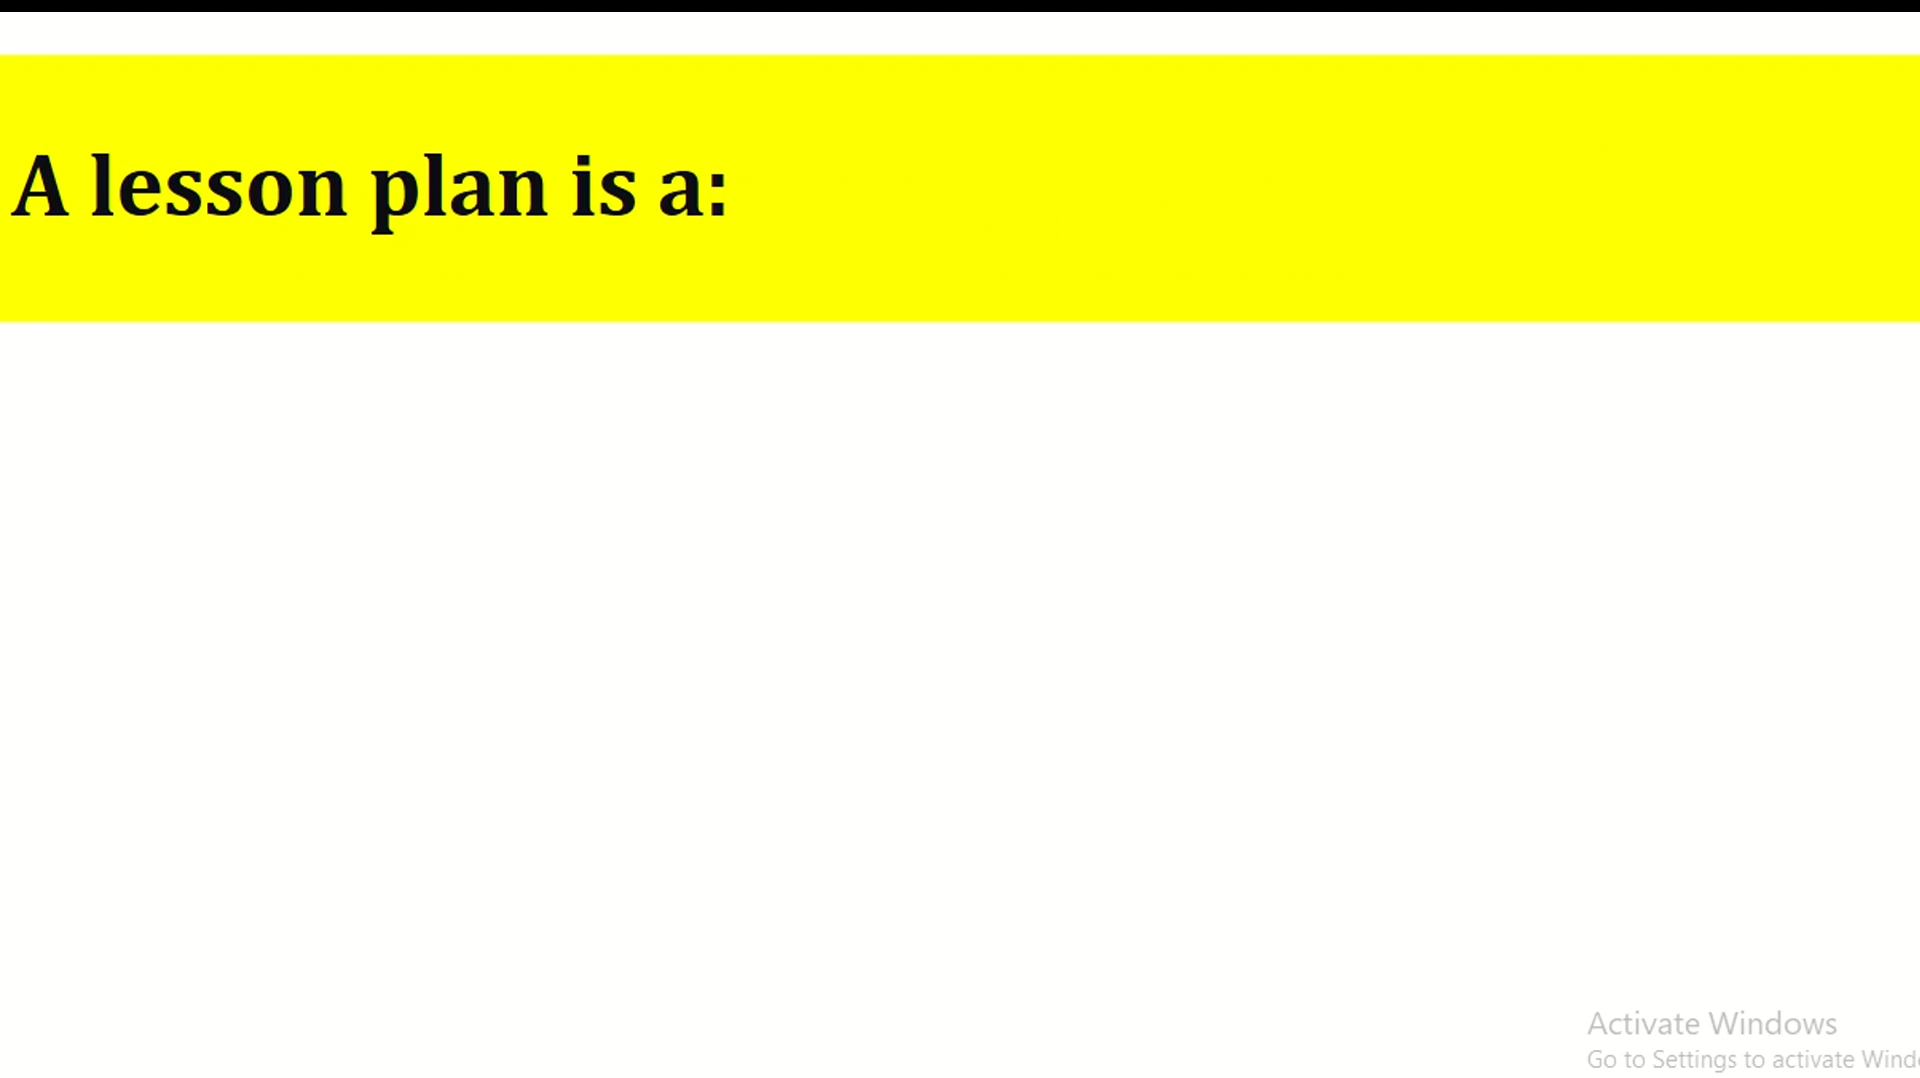 A lesson plan is a:
Activate Windows
Go to Settings to activate